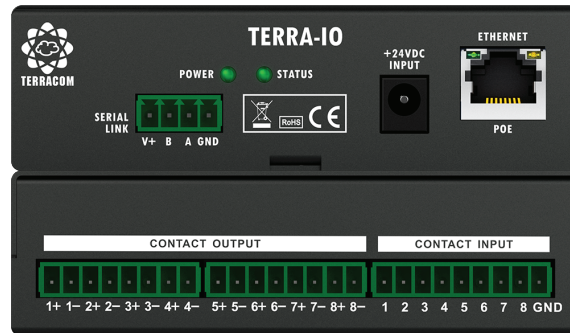 TERRA-IO
TERRACOM
POWER
STATUS
+24VDC
INPUT
ETHERNET
POE
SERIAL
LINK
V+ B A GND
RoHS
CE
CONTACT OUTPUT
CONTACT INPUT
1+ 1− 2+ 2− 3+ 3− 4+ 4− 5+ 5− 6+ 6− 7+ 7− 8+ 8− 1 2 3 4 5 6 7 8 GND